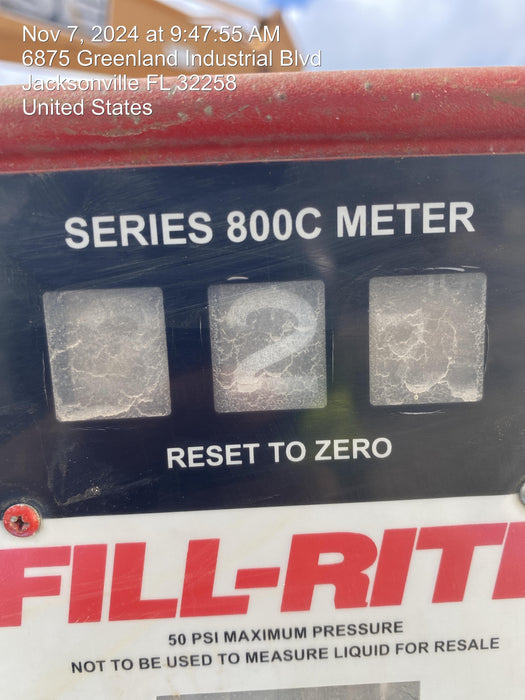 Nov 7, 2024 at 9:47:55 AM
6875 Greenland Industrial Blvd
Jacksonville FL 32258
United States
SERIES 800C METER
2
RESET TO ZERO
FILL-RITE
50 PSI MAXIMUM PRESSURE
NOT TO BE USED TO MEASURE LIQUID FOR RESALE